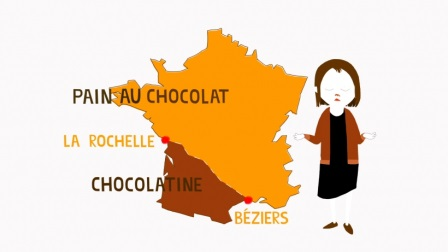 PAIN AU CHOCOLAT
LA ROCHELLE
CHOCOLATINE
BÉZIERS